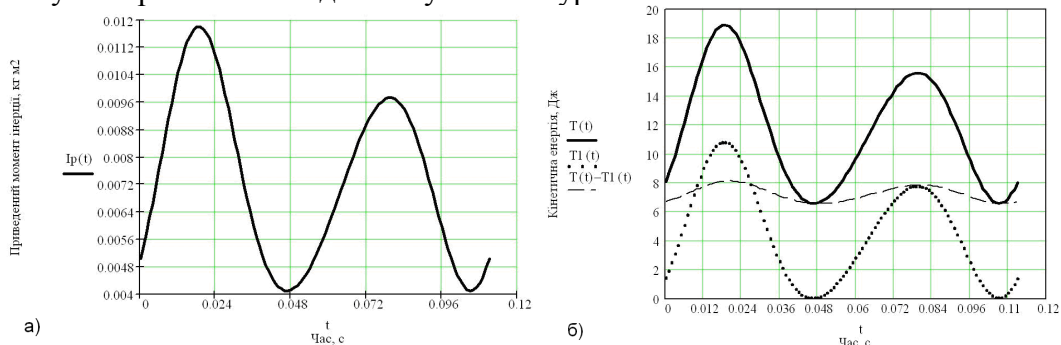 0.012
0.0112
0.0104
0.0096
0.0088
0.008
0.0072
0.0064
0.0056
0.0048
0.004
Приведений момент інерції, кг м2
Ip(t)
0 0.024 0.048 0.072 0.096 0.12
t
Час, с
а)
20
18
16
14
12
10
8
6
4
2
0
Кінетична енергія, Дж
T(t)
T1(t)
T(t)−T1(t)
0 0.012 0.024 0.036 0.048 0.06 0.072 0.084 0.096 0.11 0.12
t
Час, с
б)